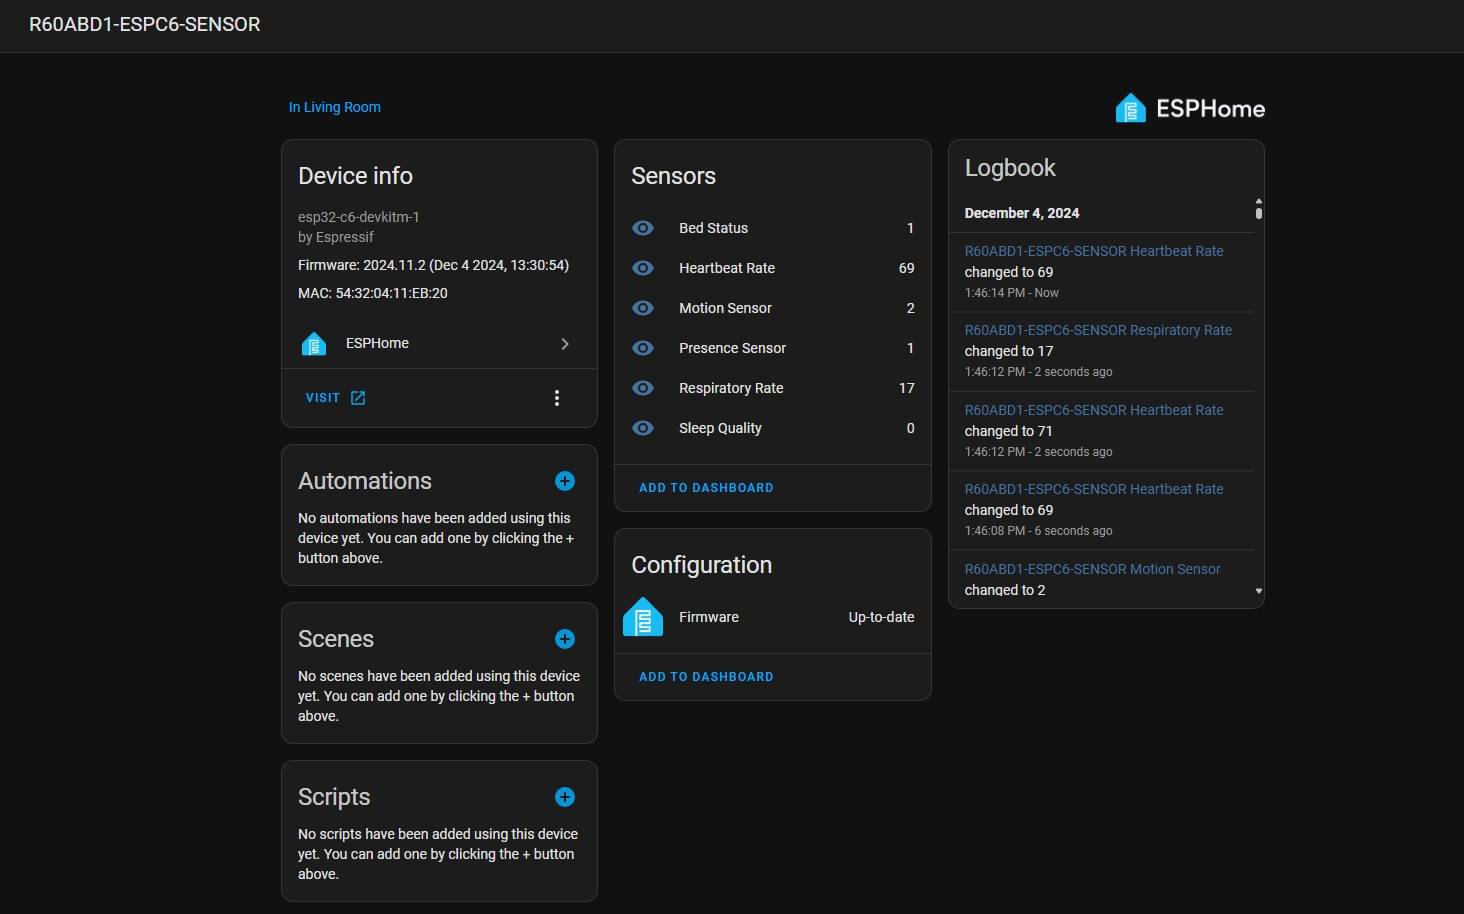 R60ABD1-ESPC6-SENSOR
In Living Room
ESPHome
Device info
esp32-c6-devkitm-1
by Espressif
Firmware: 2024.11.2 (Dec 4 2024, 13:30:54)
MAC: 54:32:04:11:EB:20
ESPHome
VISIT
Automations
No automations have been added using this
device yet. You can add one by clicking the +
button above.
Scenes
No scenes have been added using this device
yet. You can add one by clicking the + button
above.
Scripts
No scripts have been added using this device
yet. You can add one by clicking the + button
above.
Sensors
Bed Status 1
Heartbeat Rate 69
Motion Sensor 2
Presence Sensor 1
Respiratory Rate 17
Sleep Quality 0
ADD TO DASHBOARD
Configuration
Firmware Up-to-date
ADD TO DASHBOARD
Logbook
December 4, 2024
R60ABD1-ESPC6-SENSOR Heartbeat Rate
changed to 69
1:46:14 PM - Now
R60ABD1-ESPC6-SENSOR Respiratory Rate
changed to 17
1:46:12 PM - 2 seconds ago
R60ABD1-ESPC6-SENSOR Heartbeat Rate
changed to 71
1:46:12 PM - 2 seconds ago
R60ABD1-ESPC6-SENSOR Heartbeat Rate
changed to 69
1:46:08 PM - 6 seconds ago
R60ABD1-ESPC6-SENSOR Motion Sensor
changed to 2